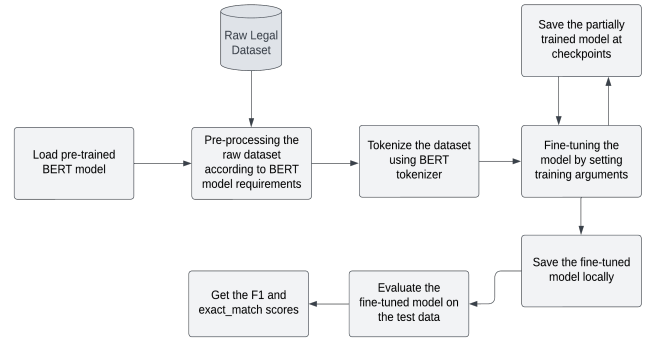 Raw Legal
Dataset
Save the partially
trained model at
checkpoints
Load pre-trained
BERT model
Pre-processing the
raw dataset
according to BERT
model requirements
Tokenize the dataset
using BERT
tokenizer
Fine-tuning the
model by setting
training arguments
Save the fine-tuned
model locally
Evaluate the
fine-tuned model on
the test data
Get the F1 and
exact_match scores